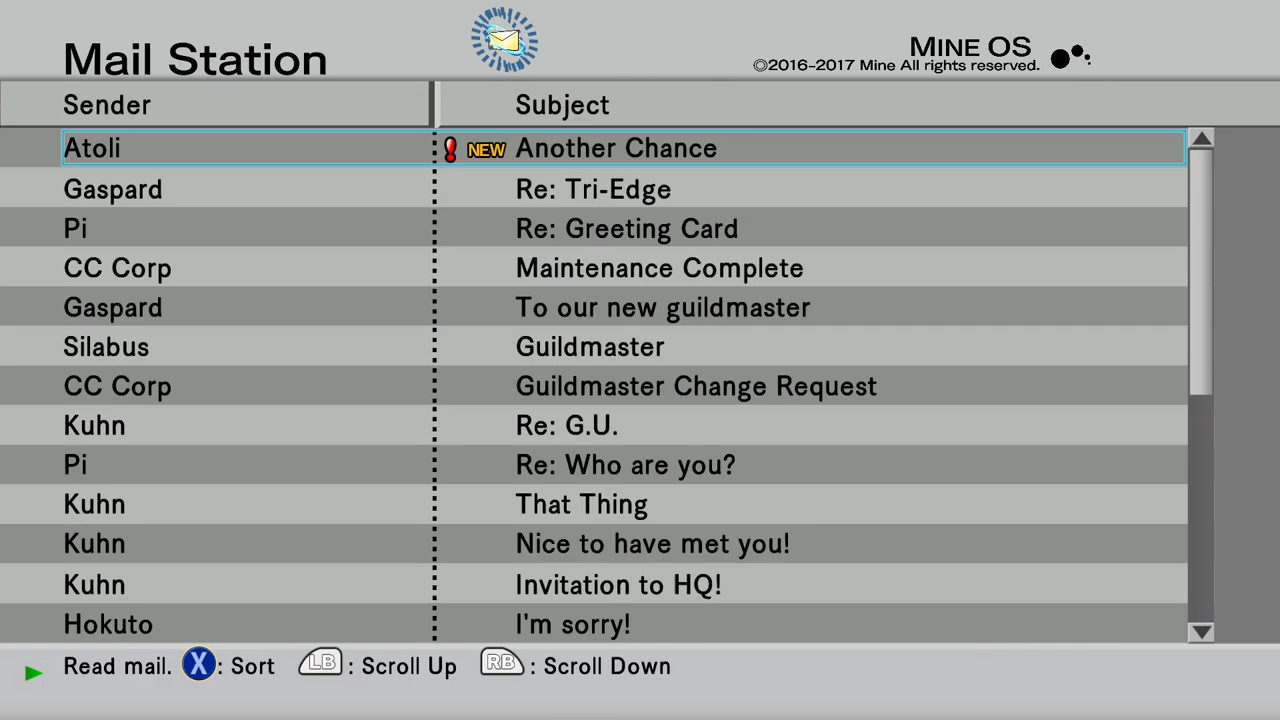 Mail Station
MINE OS
©2016-2017 Mine All rights reserved.
Sender Subject
Atoli NEW Another Chance
Gaspard Re: Tri-Edge
Pi Re: Greeting Card
CC Corp Maintenance Complete
Gaspard To our new guildmaster
Silabus Guildmaster
CC Corp Guildmaster Change Request
Kuhn Re: G.U.
Pi Re: Who are you?
Kuhn That Thing
Kuhn Nice to have met you!
Kuhn Invitation to HQ!
Hokuto I'm sorry!
Read mail. X: Sort LB: Scroll Up RB: Scroll Down